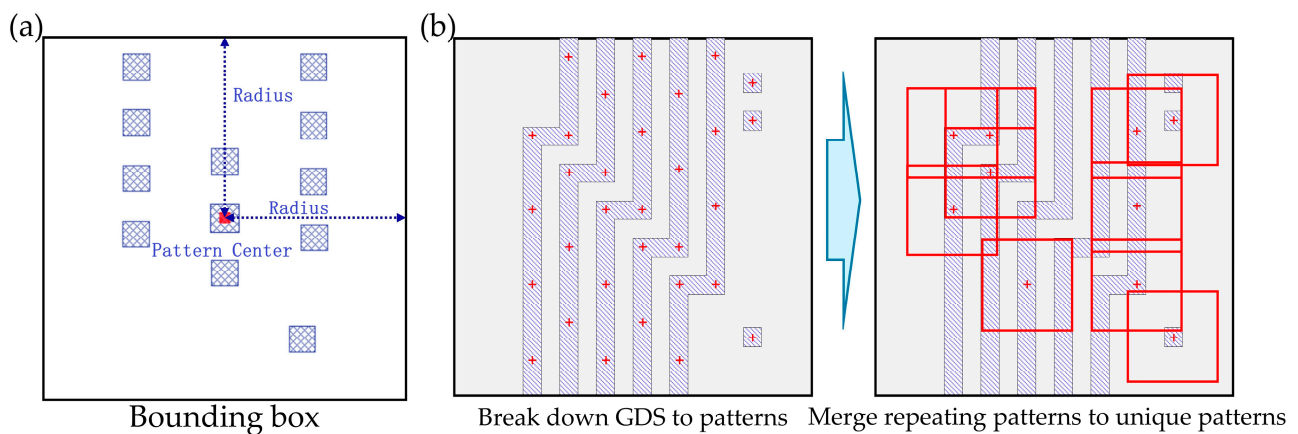 (a)
Radius
Radius
Pattern Center
Bounding box
(b)
Break down GDS to patterns
Merge repeating patterns to unique patterns